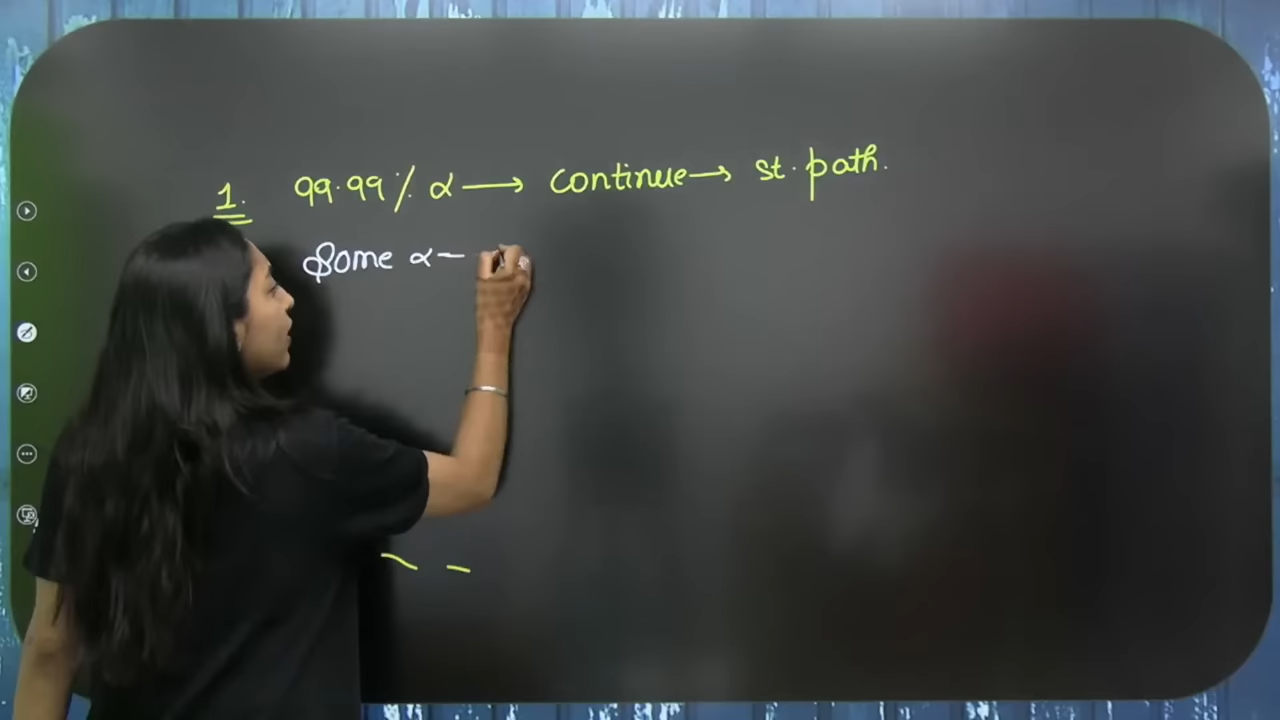 1. 99.99% α → continue → st. path.
Some α -